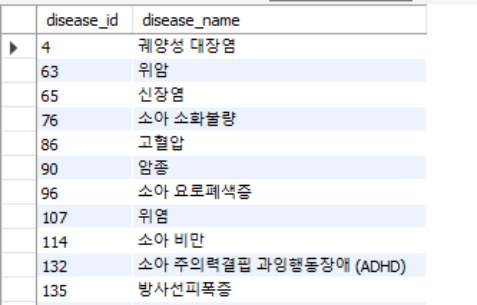 disease_id disease_name
4 궤양성 대장염
63 위암
65 신장염
76 소아 소화불량
86 고혈압
90 암종
96 소아 요로폐색증
107 위염
114 소아 비만
132 소아 주의력결핍 과잉행동장애 (ADHD)
135 방사선피폭증